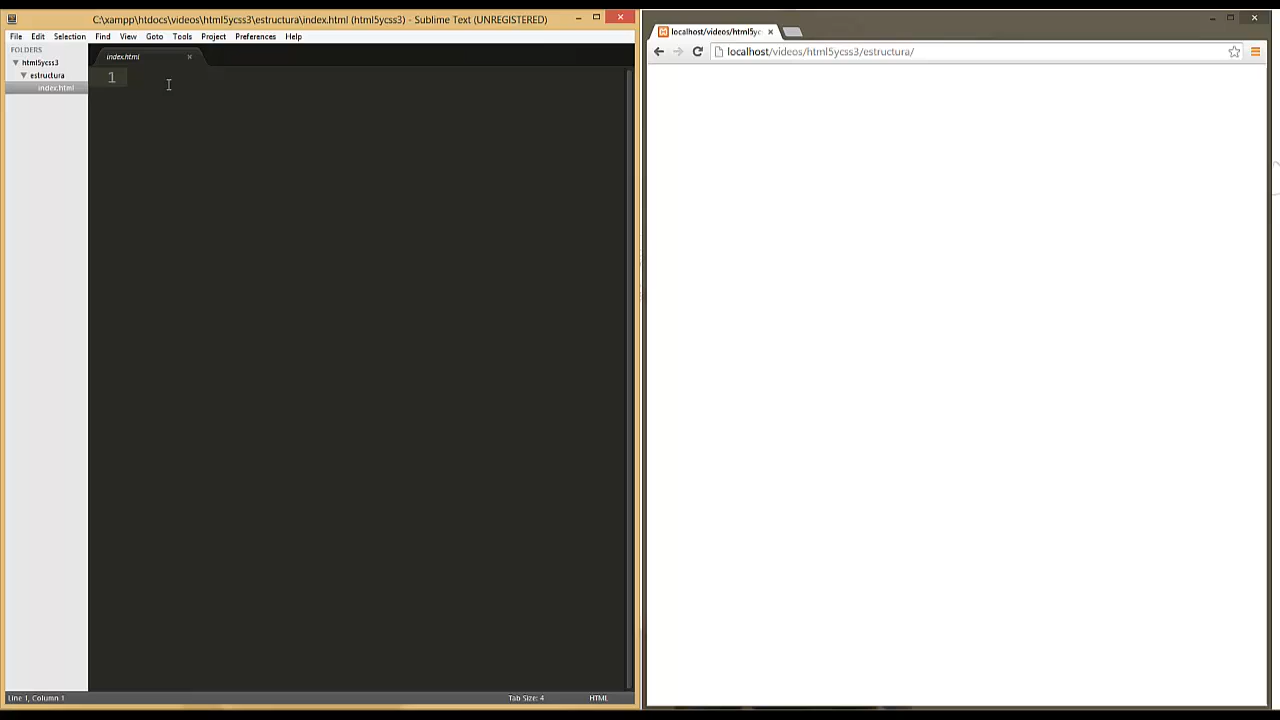 C:\xampp\htdocs\videos\html5ycss3\estructura\index.html (html5ycss3) - Sublime Text (UNREGISTERED)
File Edit Selection Find View Goto Tools Project Preferences Help
FOLDERS
html5ycss3
estructura
index.html
index.html
1
Line 1, Column 1
Tab Size: 4
HTML
localhost/videos/html5yc
localhost/videos/html5ycss3/estructura/